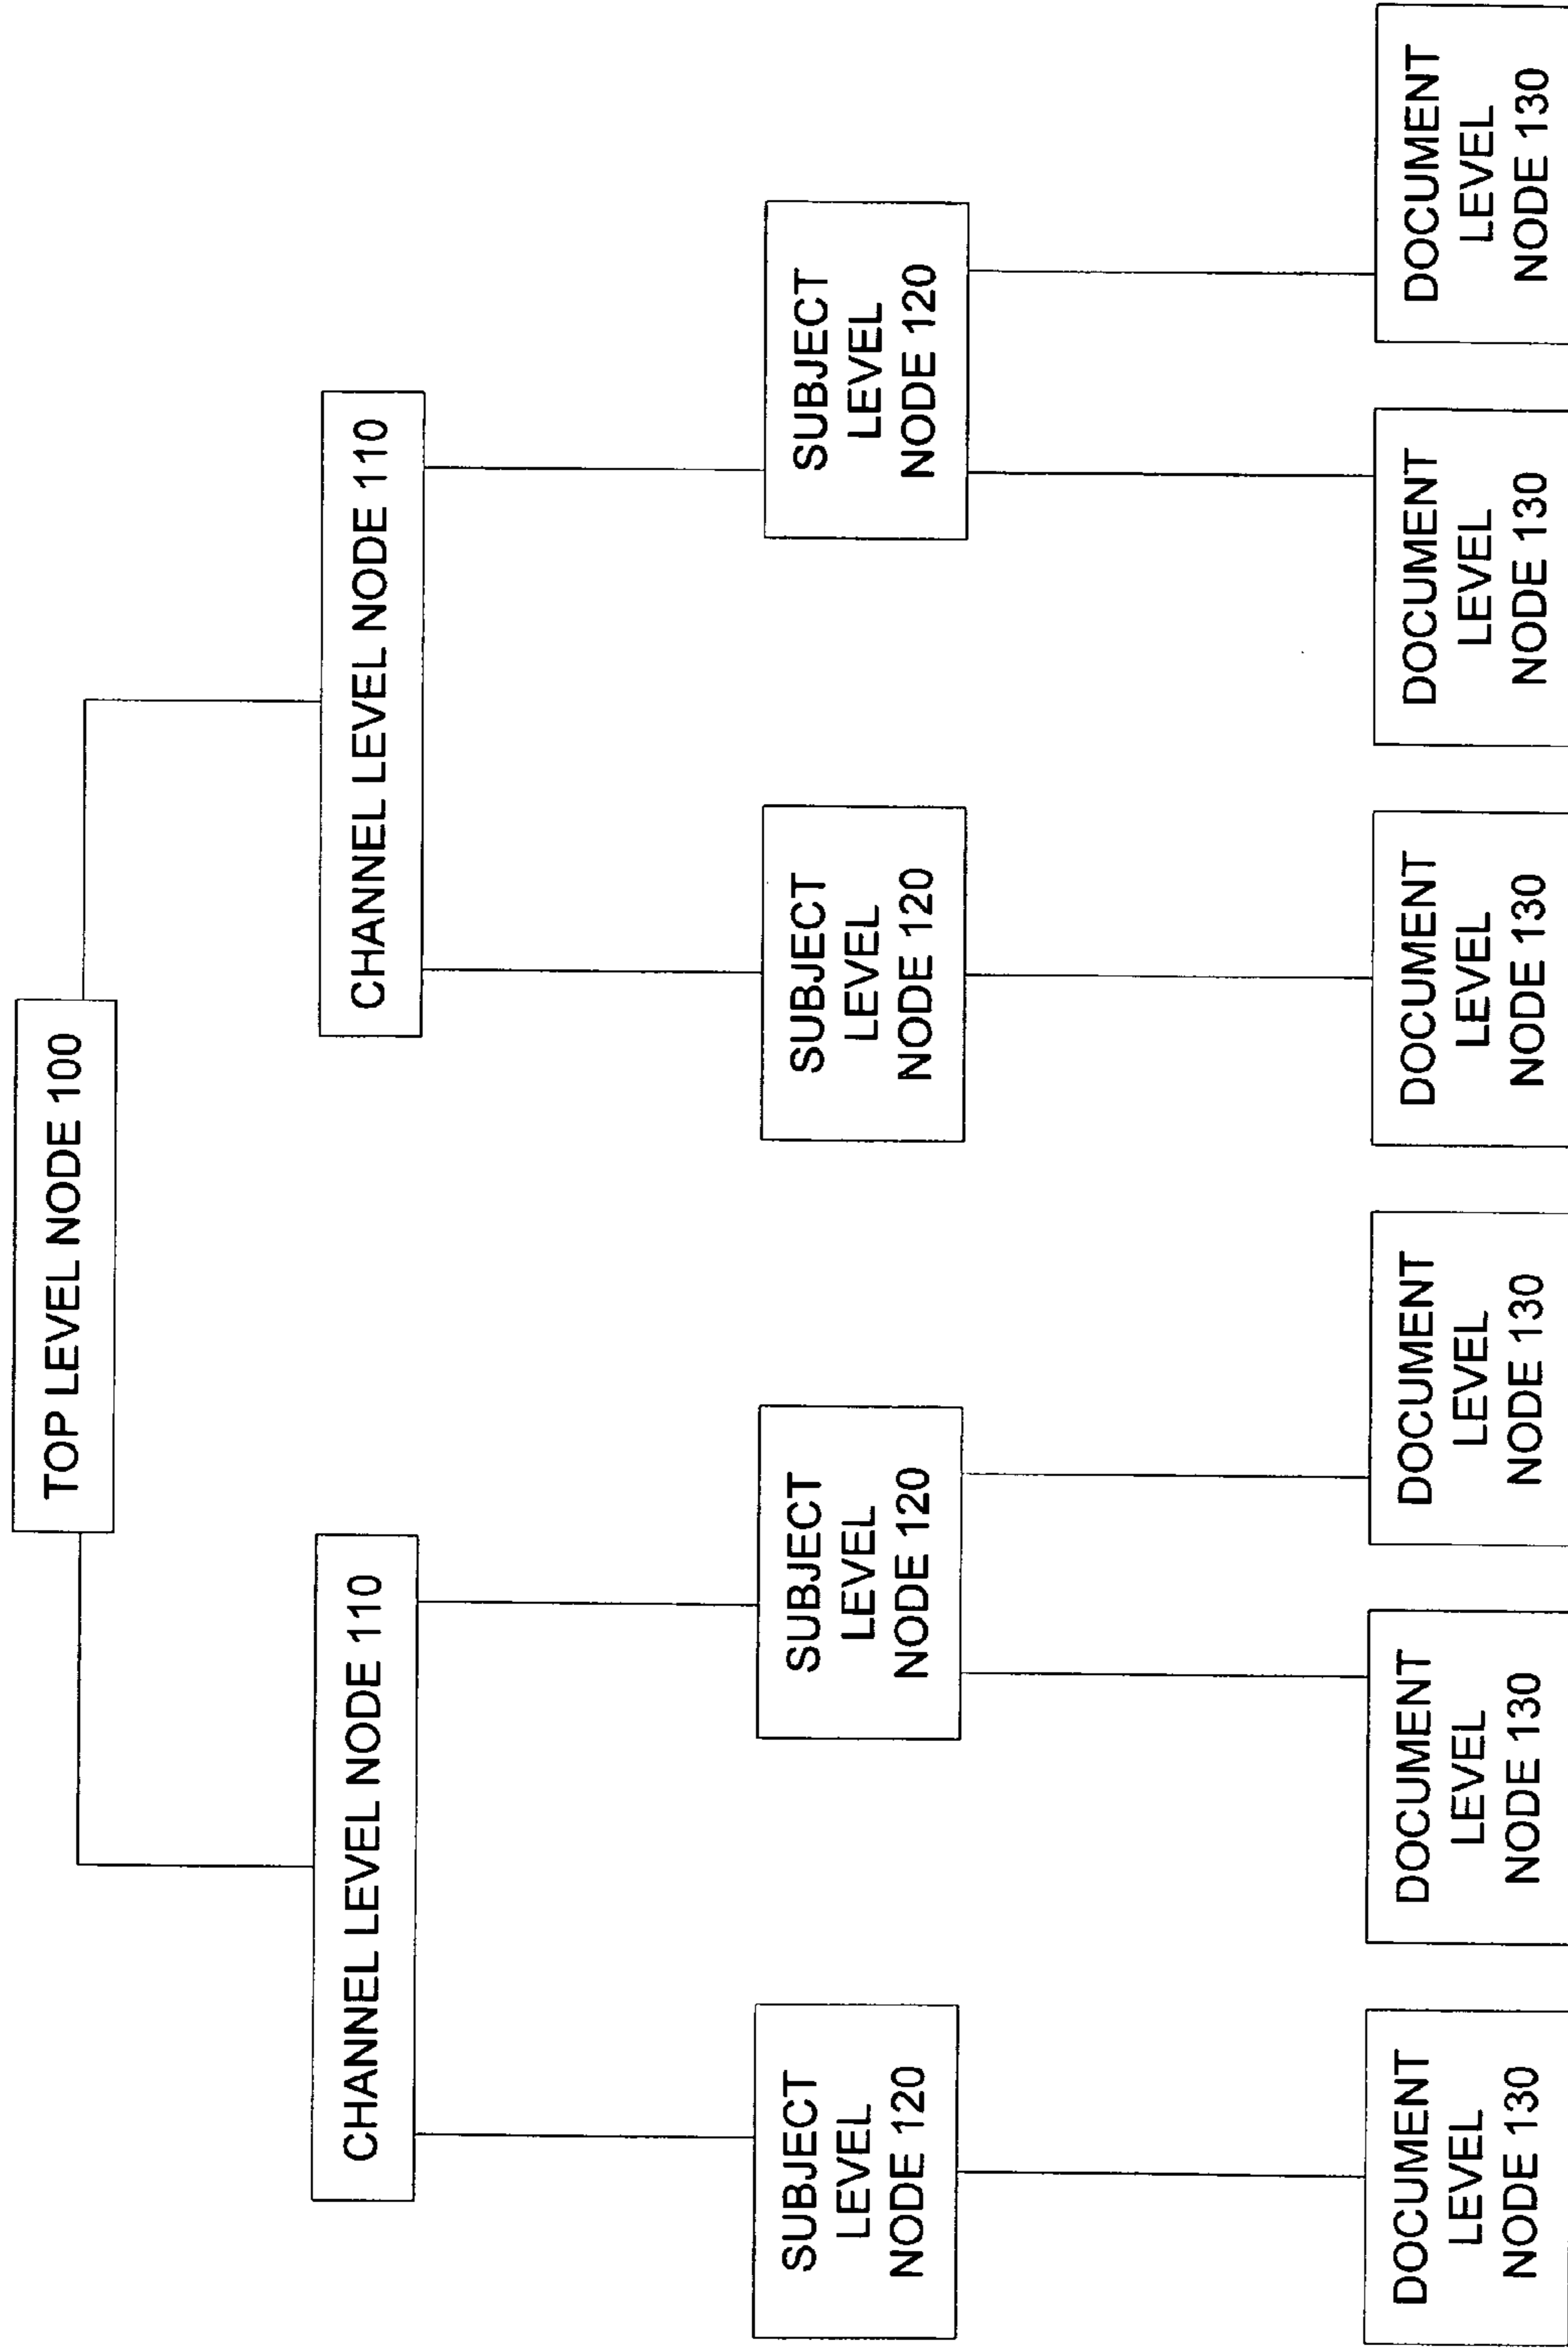 TOP LEVEL NODE 100
CHANNEL LEVEL NODE 110
CHANNEL LEVEL NODE 110
SUBJECT
LEVEL
NODE 120
SUBJECT
LEVEL
NODE 120
SUBJECT
LEVEL
NODE 120
SUBJECT
LEVEL
NODE 120
DOCUMENT
LEVEL
NODE 130
DOCUMENT
LEVEL
NODE 130
DOCUMENT
LEVEL
NODE 130
DOCUMENT
LEVEL
NODE 130
DOCUMENT
LEVEL
NODE 130
DOCUMENT
LEVEL
NODE 130